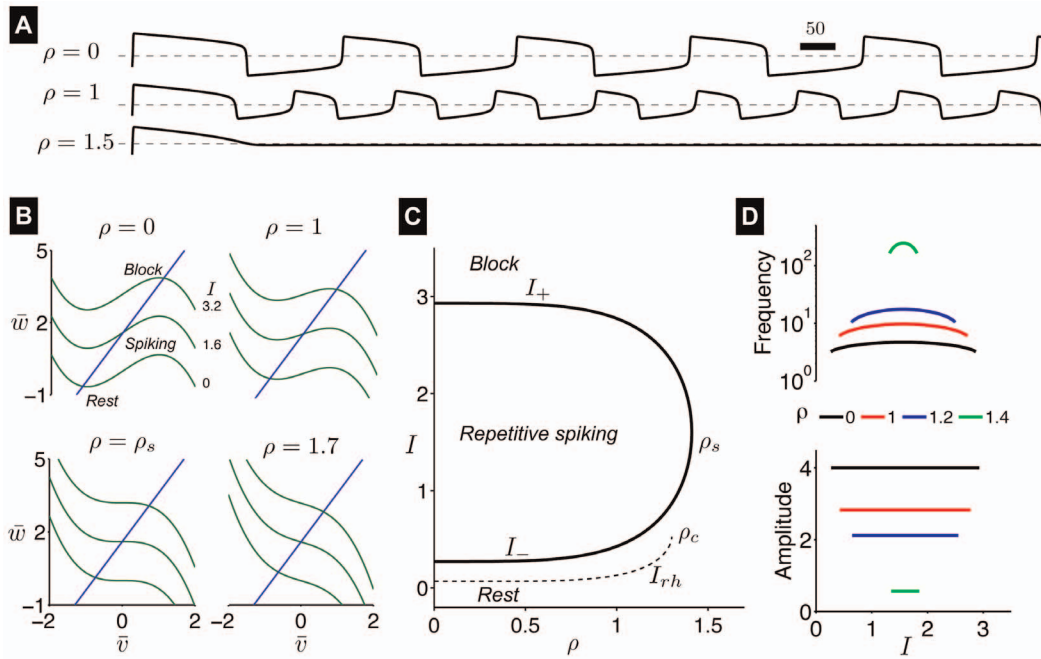 A
50
ρ = 0
ρ = 1
ρ = 1.5
B
ρ = 0
ρ = 1
5
2
−1
w̄
Block
I
3.2
Spiking
1.6
0
Rest
ρ = ρs
ρ = 1.7
5
2
−1
w̄
−2 0 2
−2 0 2
v̄
v̄
C
Block
3
I+
2
I
Repetitive spiking
ρs
1
I−
ρc
Irh
0
Rest
0 0.5 1 1.5
ρ
D
Frequency
10²
10¹
10⁰
ρ 0 1 1.2 1.4
Amplitude
4
2
0
0 1 2 3
I